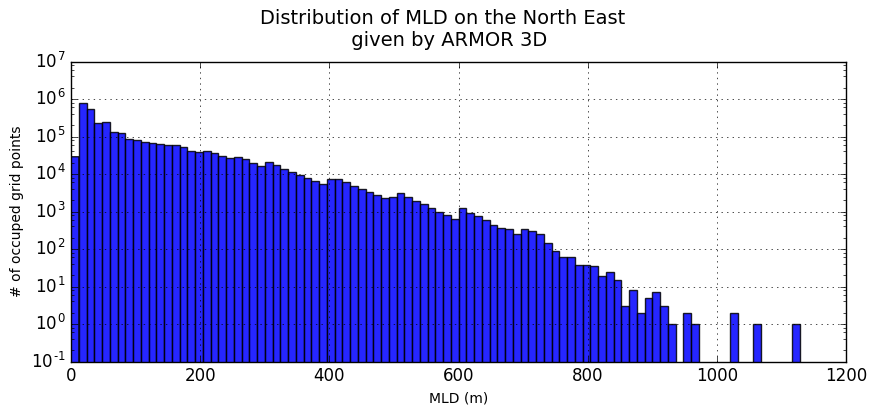 Distribution of MLD on the North East
given by ARMOR 3D
# of occuped grid points
10^7
10^6
10^5
10^4
10^3
10^2
10^1
10^0
10^-1
0 200 400 600 800 1000 1200
MLD (m)